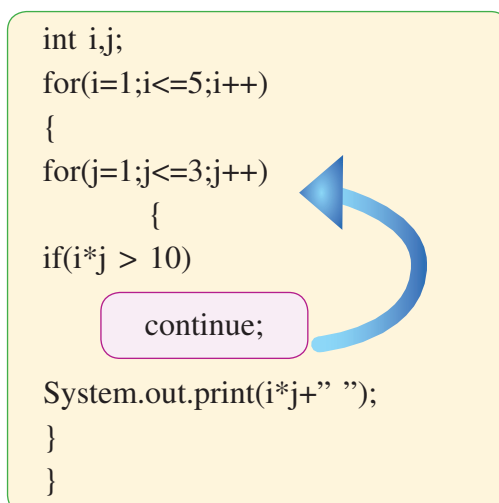 int i,j;
for(i=1;i<=5;i++)
{
for(j=1;j<=3;j++)
{
if(i*j > 10)
continue;
System.out.print(i*j+” ”);
}
}